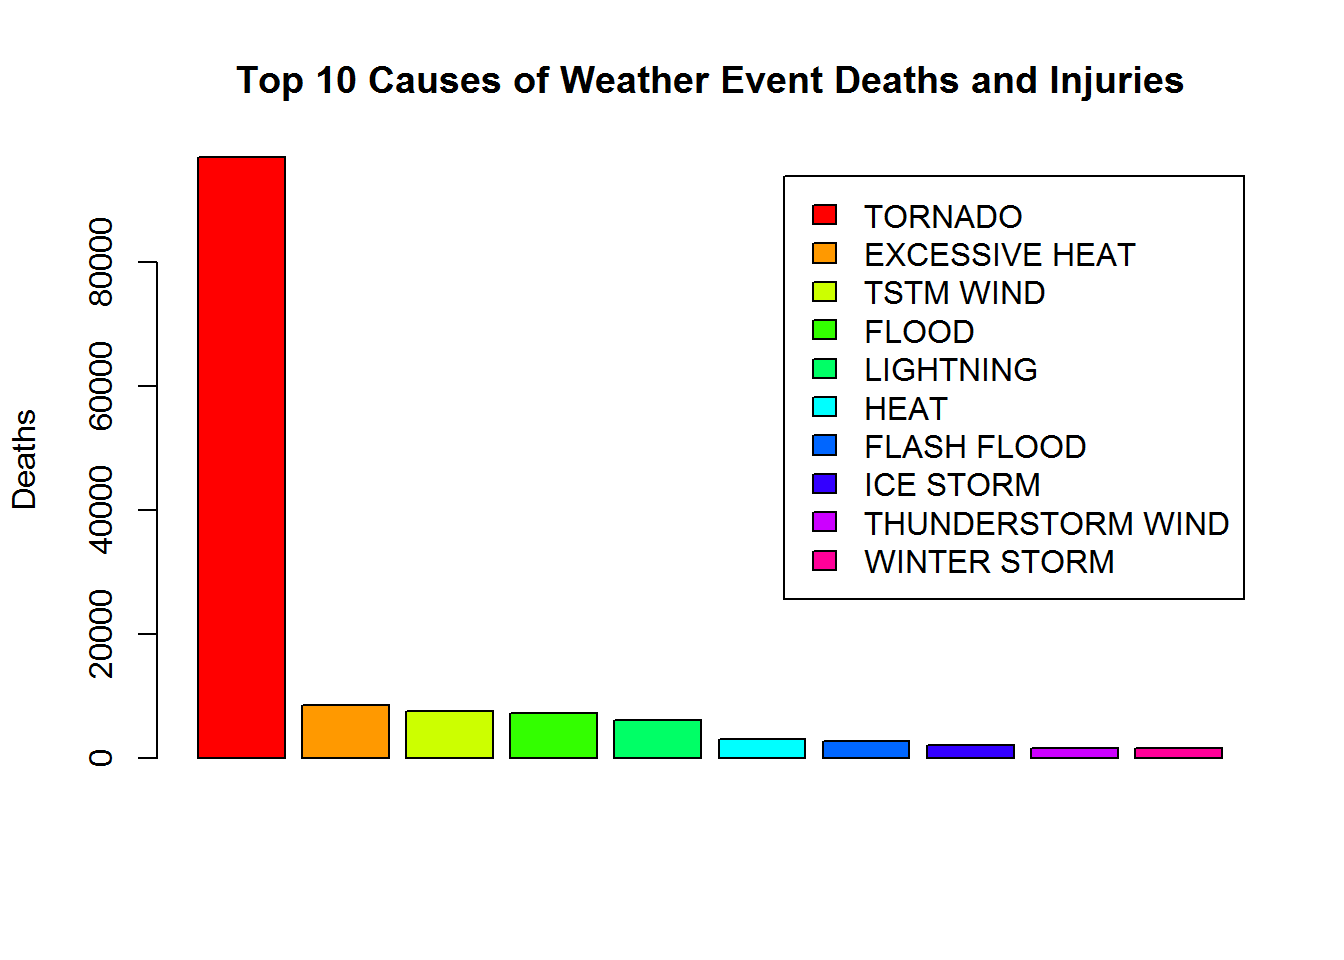 Top 10 Causes of Weather Event Deaths and Injuries
Deaths
80000
60000
40000
20000
0
TORNADO
EXCESSIVE HEAT
TSTM WIND
FLOOD
LIGHTNING
HEAT
FLASH FLOOD
ICE STORM
THUNDERSTORM WIND
WINTER STORM